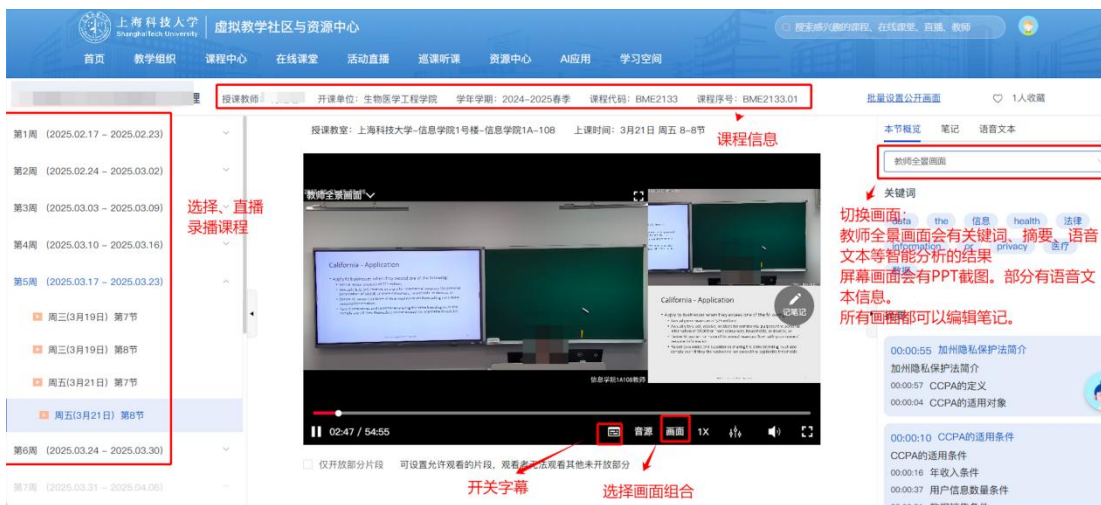 上海科技大学
ShanghaiTech University
虚拟教学社区与资源中心
搜索感兴趣的课程、在线课堂、直播、教师
首页 教学组织 课程中心 在线课堂 活动直播 巡课听课 资源中心 AI应用 学习空间
理 授课教师 开课单位：生物医学工程学院 学年学期：2024-2025春季 课程代码：BME2133 课程序号：BME2133.01
批量设置公开画面 1人收藏
课程信息
第1周 (2025.02.17 - 2025.02.23)
第2周 (2025.02.24 - 2025.03.02)
第3周 (2025.03.03 - 2025.03.09)
第4周 (2025.03.10 - 2025.03.16)
第5周 (2025.03.17 - 2025.03.23)
周三(3月19日) 第7节
周三(3月19日) 第8节
周五(3月21日) 第7节
周五(3月21日) 第8节
第6周 (2025.03.24 - 2025.03.30)
第7周 (2025.03.31 - 2025.04.06)
选择、直播
录播课程
授课教室：上海科技大学-信息学院1号楼-信息学院1A-108 上课时间：3月21日 周五 8-8节
教师全景画面
California - Application
California - Application
记笔记
信息学院1A108教师
02:47 / 54:55
音源 画面 1X
仅开放部分片段 可设置允许观看的片段，观看者无法观看其他未开放部分
开关字幕
选择画面组合
本节概览 笔记 语音文本
教师全景画面
关键词
data the 信息 health 法律
information or privacy 医疗
切换画面：
教师全景画面会有关键词、摘要、语音
文本等智能分析的结果
屏幕画面会有PPT截图。部分有语音文
本信息。
所有画面都可以编辑笔记。
00:00:55 加州隐私保护法简介
加州隐私保护法简介
00:00:57 CCPA的定义
00:00:04 CCPA的适用对象
00:00:10 CCPA的适用条件
CCPA的适用条件
00:00:16 年收入条件
00:00:37 用户信息数量条件